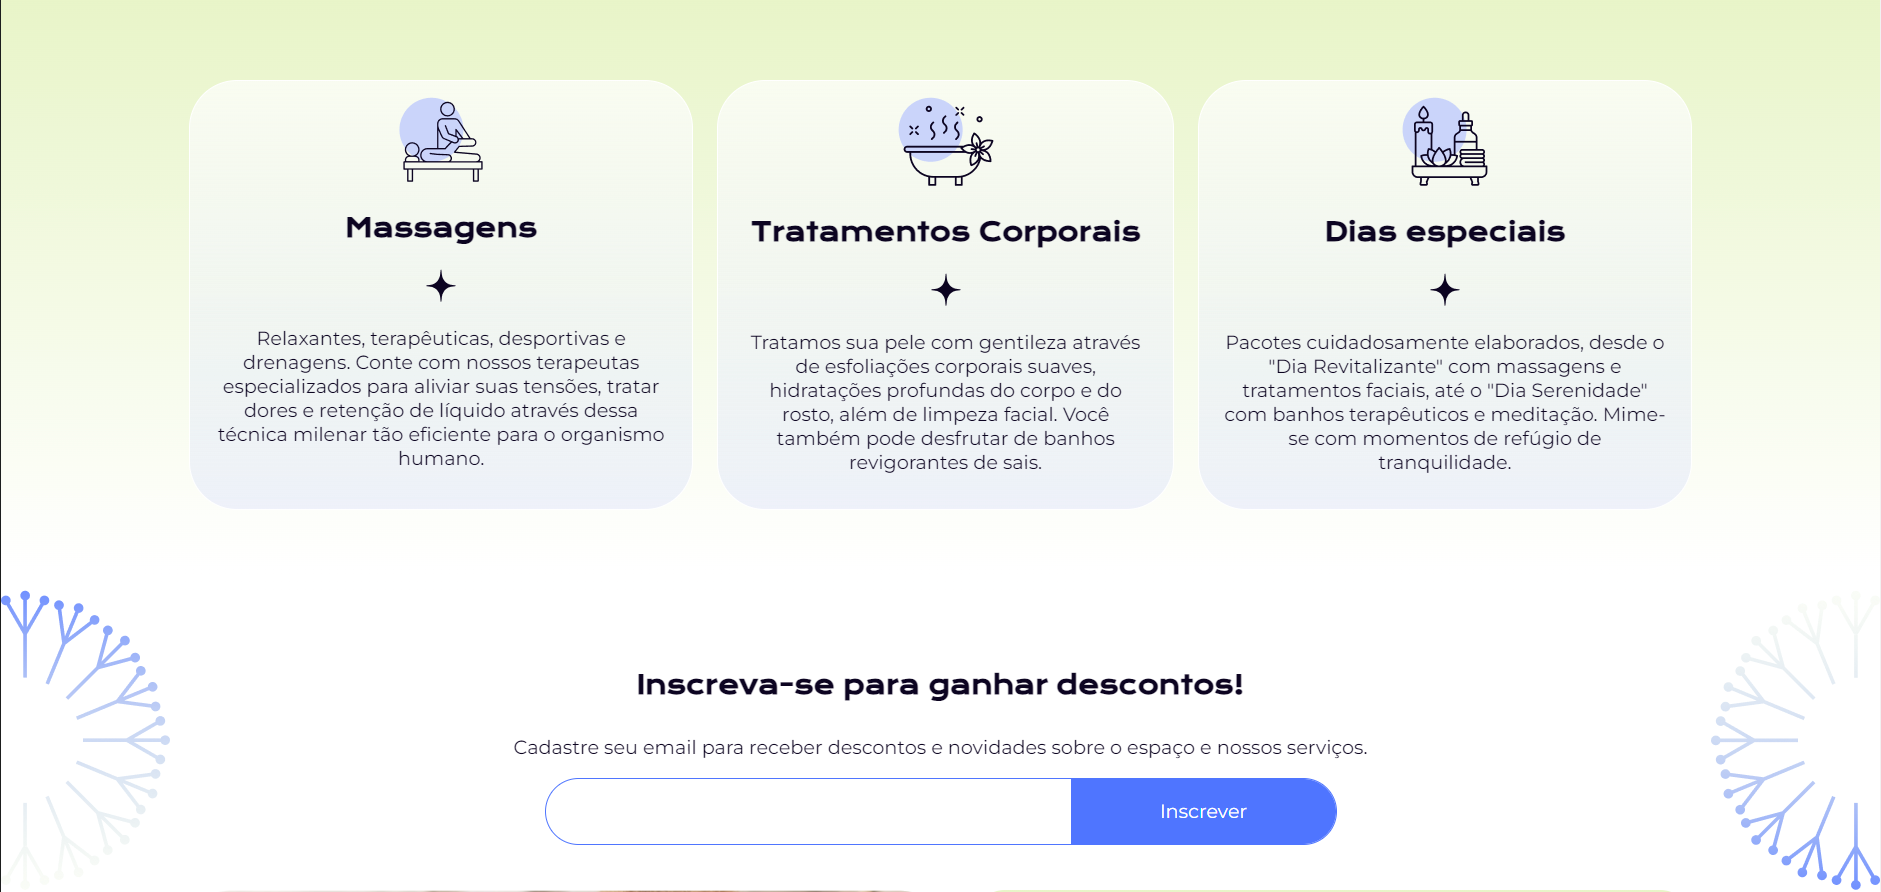 Massagens
Relaxantes, terapêuticas, desportivas e
drenagens. Conte com nossos terapeutas
especializados para aliviar suas tensões, tratar
dores e retenção de líquido através dessa
técnica milenar tão eficiente para o organismo
humano.
Tratamentos Corporais
Tratamos sua pele com gentileza através
de esfoliações corporais suaves,
hidratações profundas do corpo e do
rosto, além de limpeza facial. Você
também pode desfrutar de banhos
revigorantes de sais.
Dias especiais
Pacotes cuidadosamente elaborados, desde o
"Dia Revitalizante" com massagens e
tratamentos faciais, até o "Dia Serenidade"
com banhos terapêuticos e meditação. Mime-
se com momentos de refúgio de
tranquilidade.
Inscreva-se para ganhar descontos!
Cadastre seu email para receber descontos e novidades sobre o espaço e nossos serviços.
Inscrever